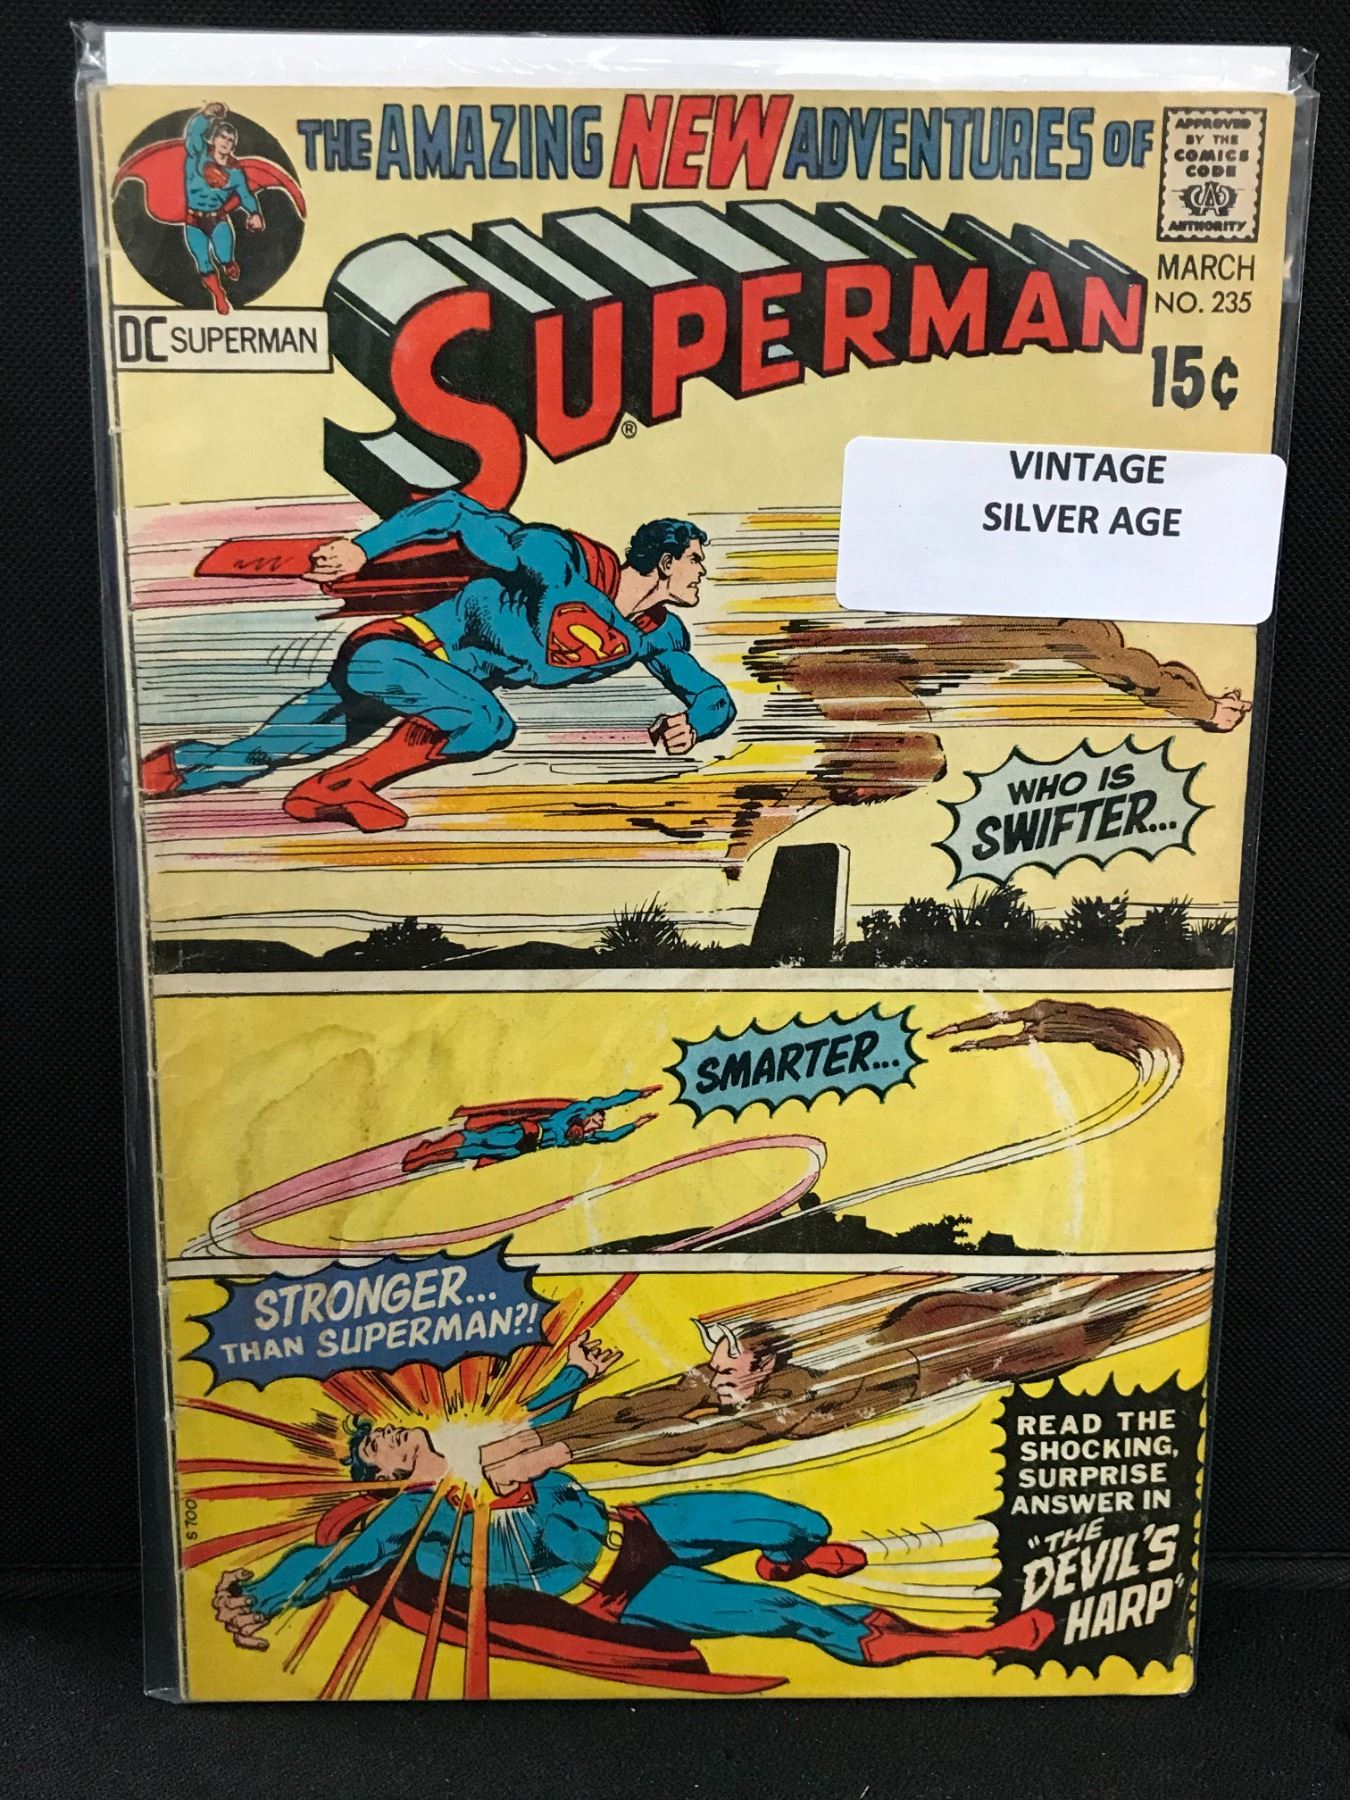 THE AMAZING NEW ADVENTURES OF
SUPERMAN
®
DC SUPERMAN
APPROVED
BY THE
COMICS
CODE
AUTHORITY
MARCH
NO. 235
15¢
VINTAGE
SILVER AGE
WHO IS
SWIFTER...
SMARTER...
STRONGER...
THAN SUPERMAN?!
READ THE
SHOCKING,
SURPRISE
ANSWER IN
"THE
DEVIL'S
HARP"